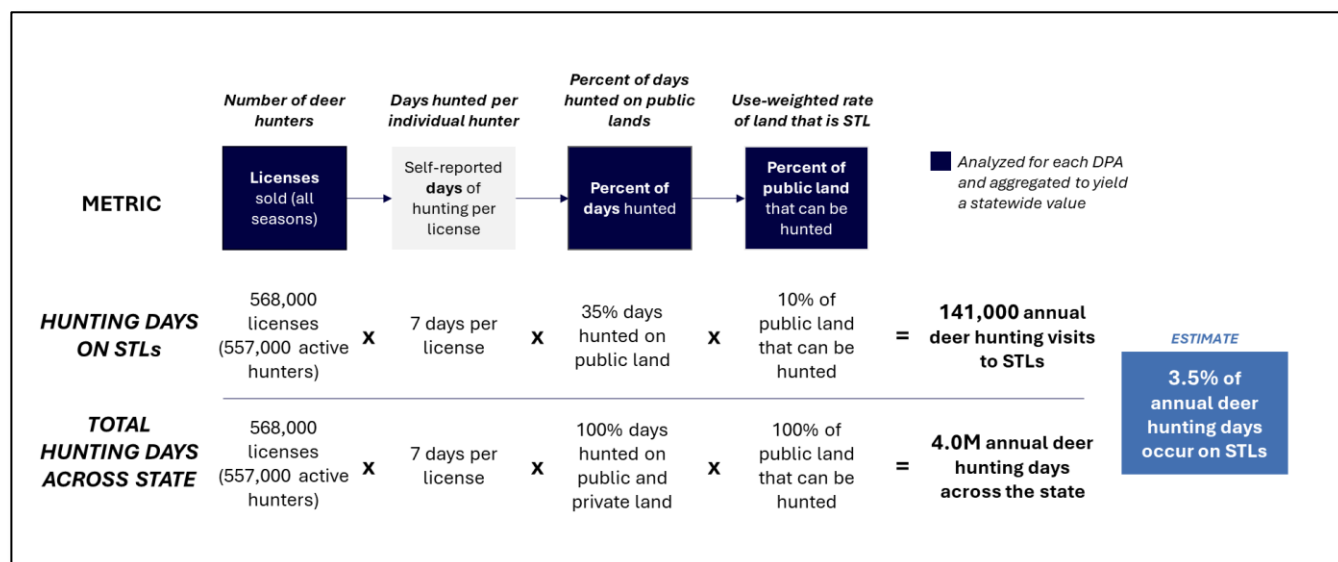 Number of deer
hunters
Days hunted per
individual hunter
Percent of days
hunted on public
lands
Use-weighted rate
of land that is STL
METRIC
Licenses
sold (all
seasons)
Self-reported
days of
hunting per
license
Percent of
days hunted
Percent of
public land
that can be
hunted
Analyzed for each DPA
and aggregated to yield
a statewide value
HUNTING DAYS
ON STLs
568,000
licenses
(557,000 active
hunters)
x
7 days per
license
x
35% days
hunted on
public land
x
10% of
public land
that can be
hunted
=
141,000 annual
deer hunting visits
to STLs
TOTAL
HUNTING DAYS
ACROSS STATE
568,000
licenses
(557,000 active
hunters)
x
7 days per
license
x
100% days
hunted on
public and
private land
x
100% of
public land
that can be
hunted
=
4.0M annual deer
hunting days
across the state
ESTIMATE
3.5% of
annual deer
hunting days
occur on STLs